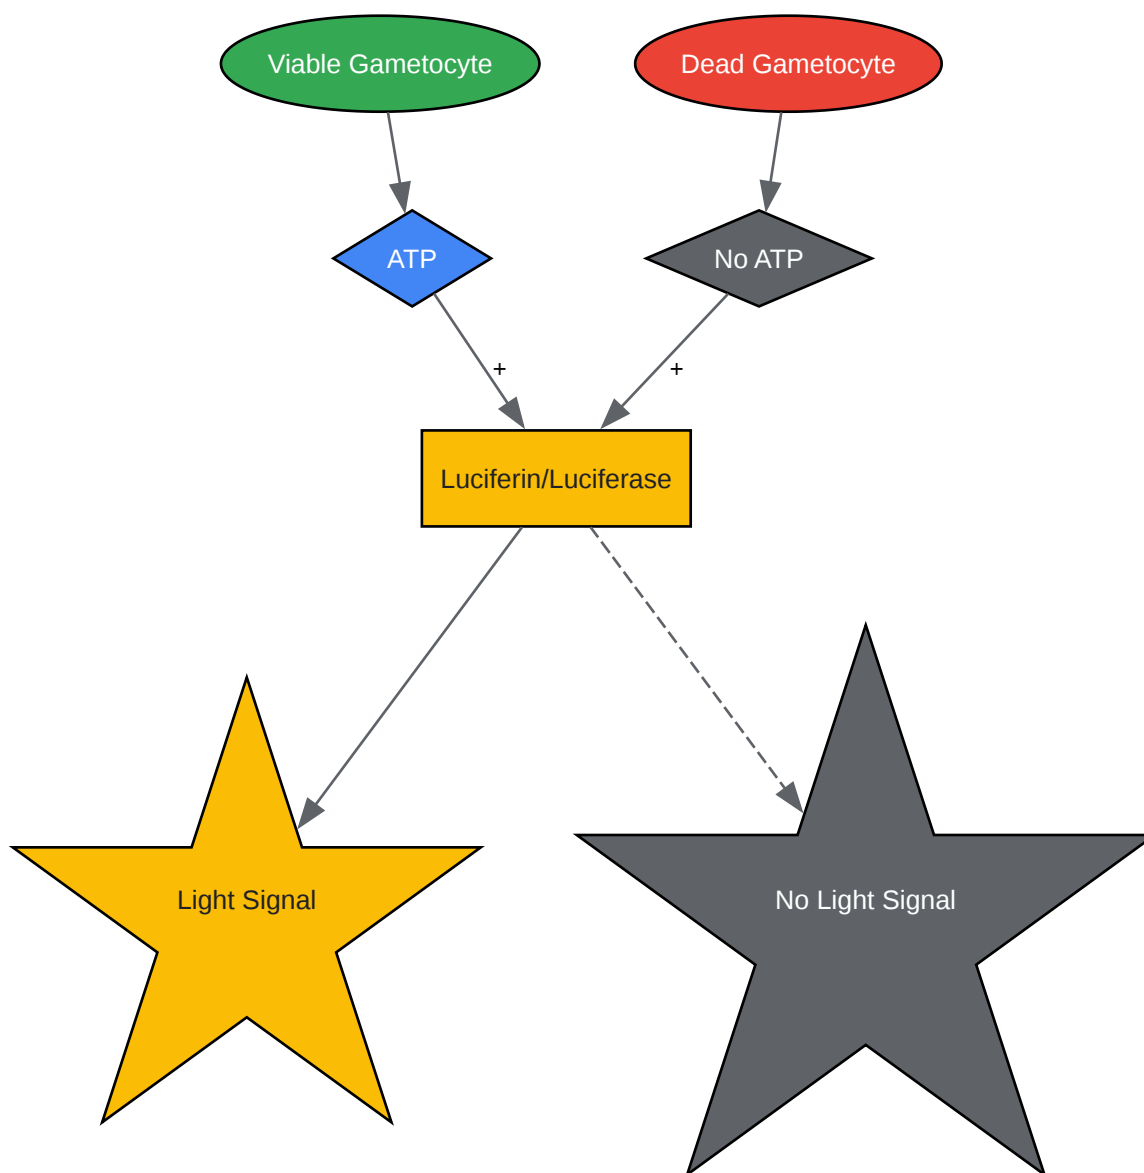 Viable Gametocyte
Dead Gametocyte
ATP
No ATP
+
+
Luciferin/Luciferase
Light Signal
No Light Signal